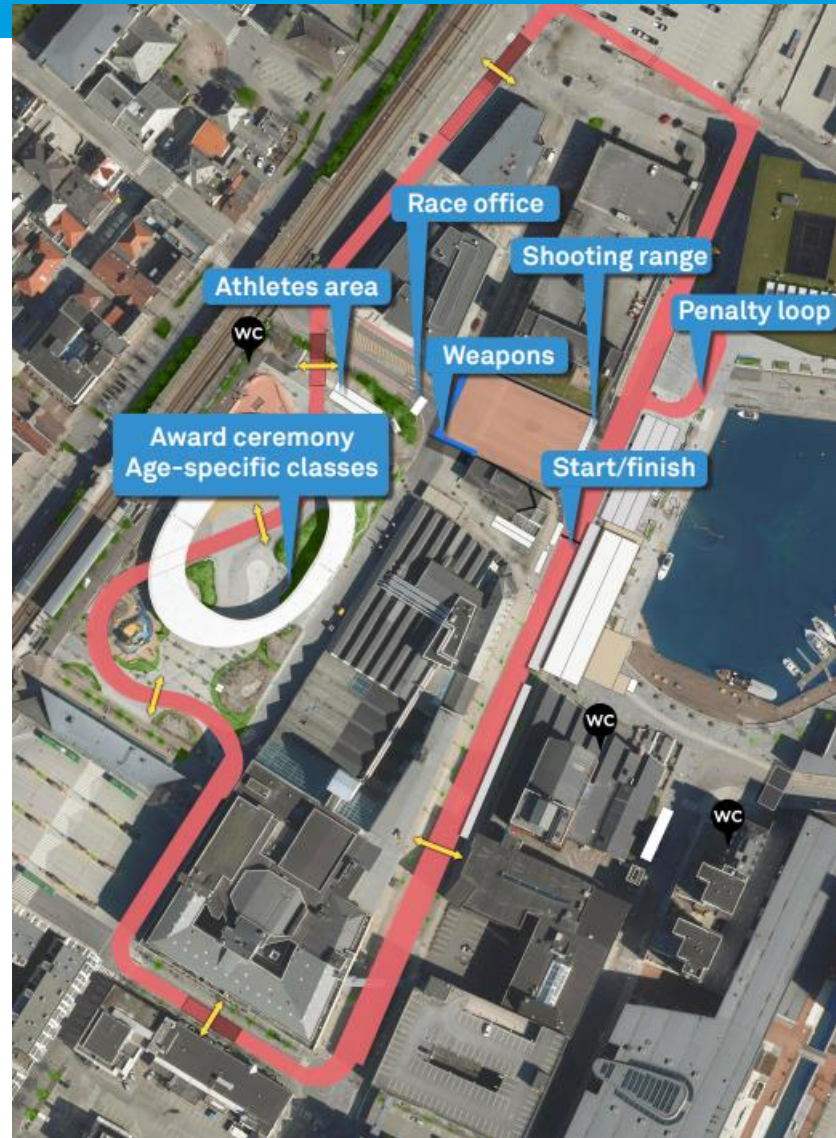 Race office
Shooting range
Athletes area
Penalty loop
WC
Weapons
Award ceremony
Age-specific classes
Start/finish
WC
WC